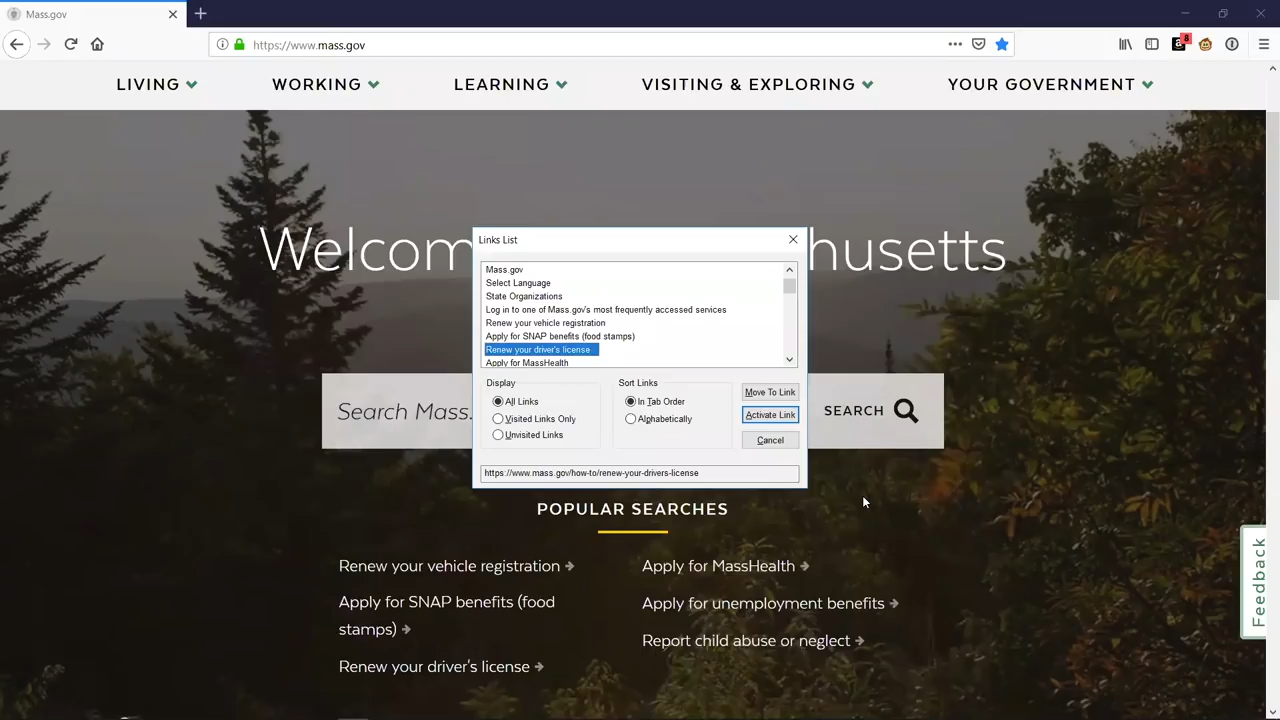 Mass.gov
https://www.mass.gov
8
LIVING
WORKING
LEARNING
VISITING & EXPLORING
YOUR GOVERNMENT
Welcom
husetts
Links List
Mass.gov
Select Language
State Organizations
Log in to one of Mass.gov's most frequently accessed services
Renew your vehicle registration
Apply for SNAP benefits (food stamps)
Renew your driver's license
Apply for MassHealth
Display
All Links
Visited Links Only
Unvisited Links
Sort Links
In Tab Order
Alphabetically
Move To Link
Activate Link
Cancel
https://www.mass.gov/how-to/renew-your-drivers-license
Search Mass.
SEARCH
POPULAR SEARCHES
Renew your vehicle registration
Apply for SNAP benefits (food
stamps)
Renew your driver's license
Apply for MassHealth
Apply for unemployment benefits
Report child abuse or neglect
Feedback